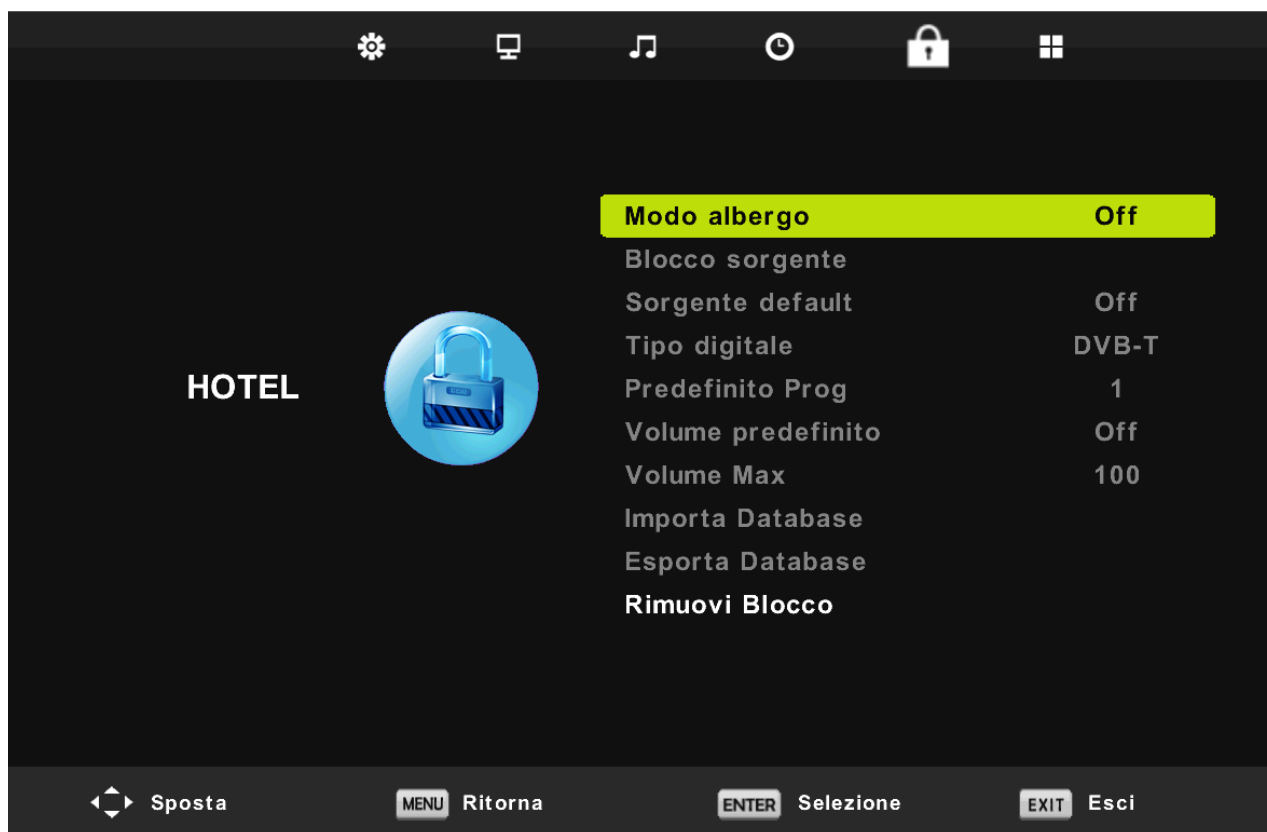 Modo albergo Off
Blocco sorgente
Sorgente default Off
Tipo digitale DVB-T
HOTEL
Predefinito Prog 1
Volume predefinito Off
Volume Max 100
Importa Database
Esporta Database
Rimuovi Blocco
Sposta MENU Ritorna ENTER Selezione EXIT Esci